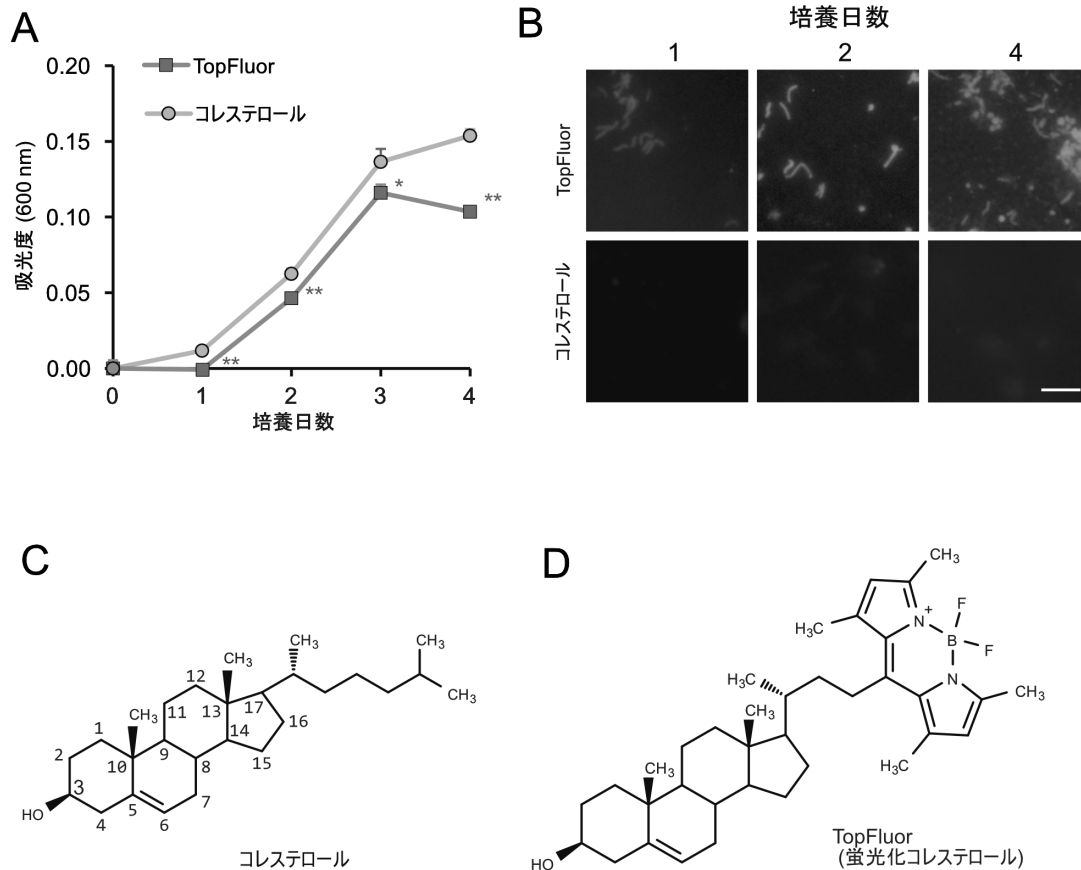 A
0.20
0.15
0.10
0.05
0.00
吸光度 (600 nm)
TopFluor
コレステロール
**
**
*
**
0 1 2 3 4
培養日数
B
培養日数
1 2 4
TopFluor
コレステロール
C
CH3
CH3
CH3
CH3
CH3
HO
1
2
3
4
5
6
7
8
9
10
11
12
13
14
15
16
17
コレステロール
D
CH3
H3C
N+
F
B
F
N
CH3
H3C
H3C
CH3
CH3
HO
TopFluor
(蛍光化コレステロール)